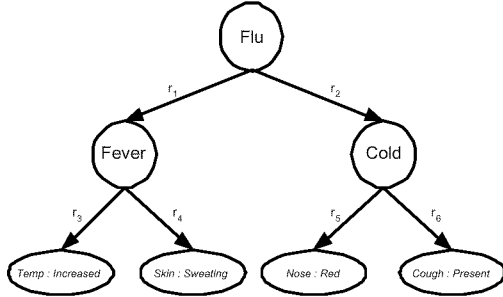 Flu
r1
r2
Fever
Cold
r3
r4
r5
r6
Temp : Increased
Skin : Sweating
Nose : Red
Cough : Present